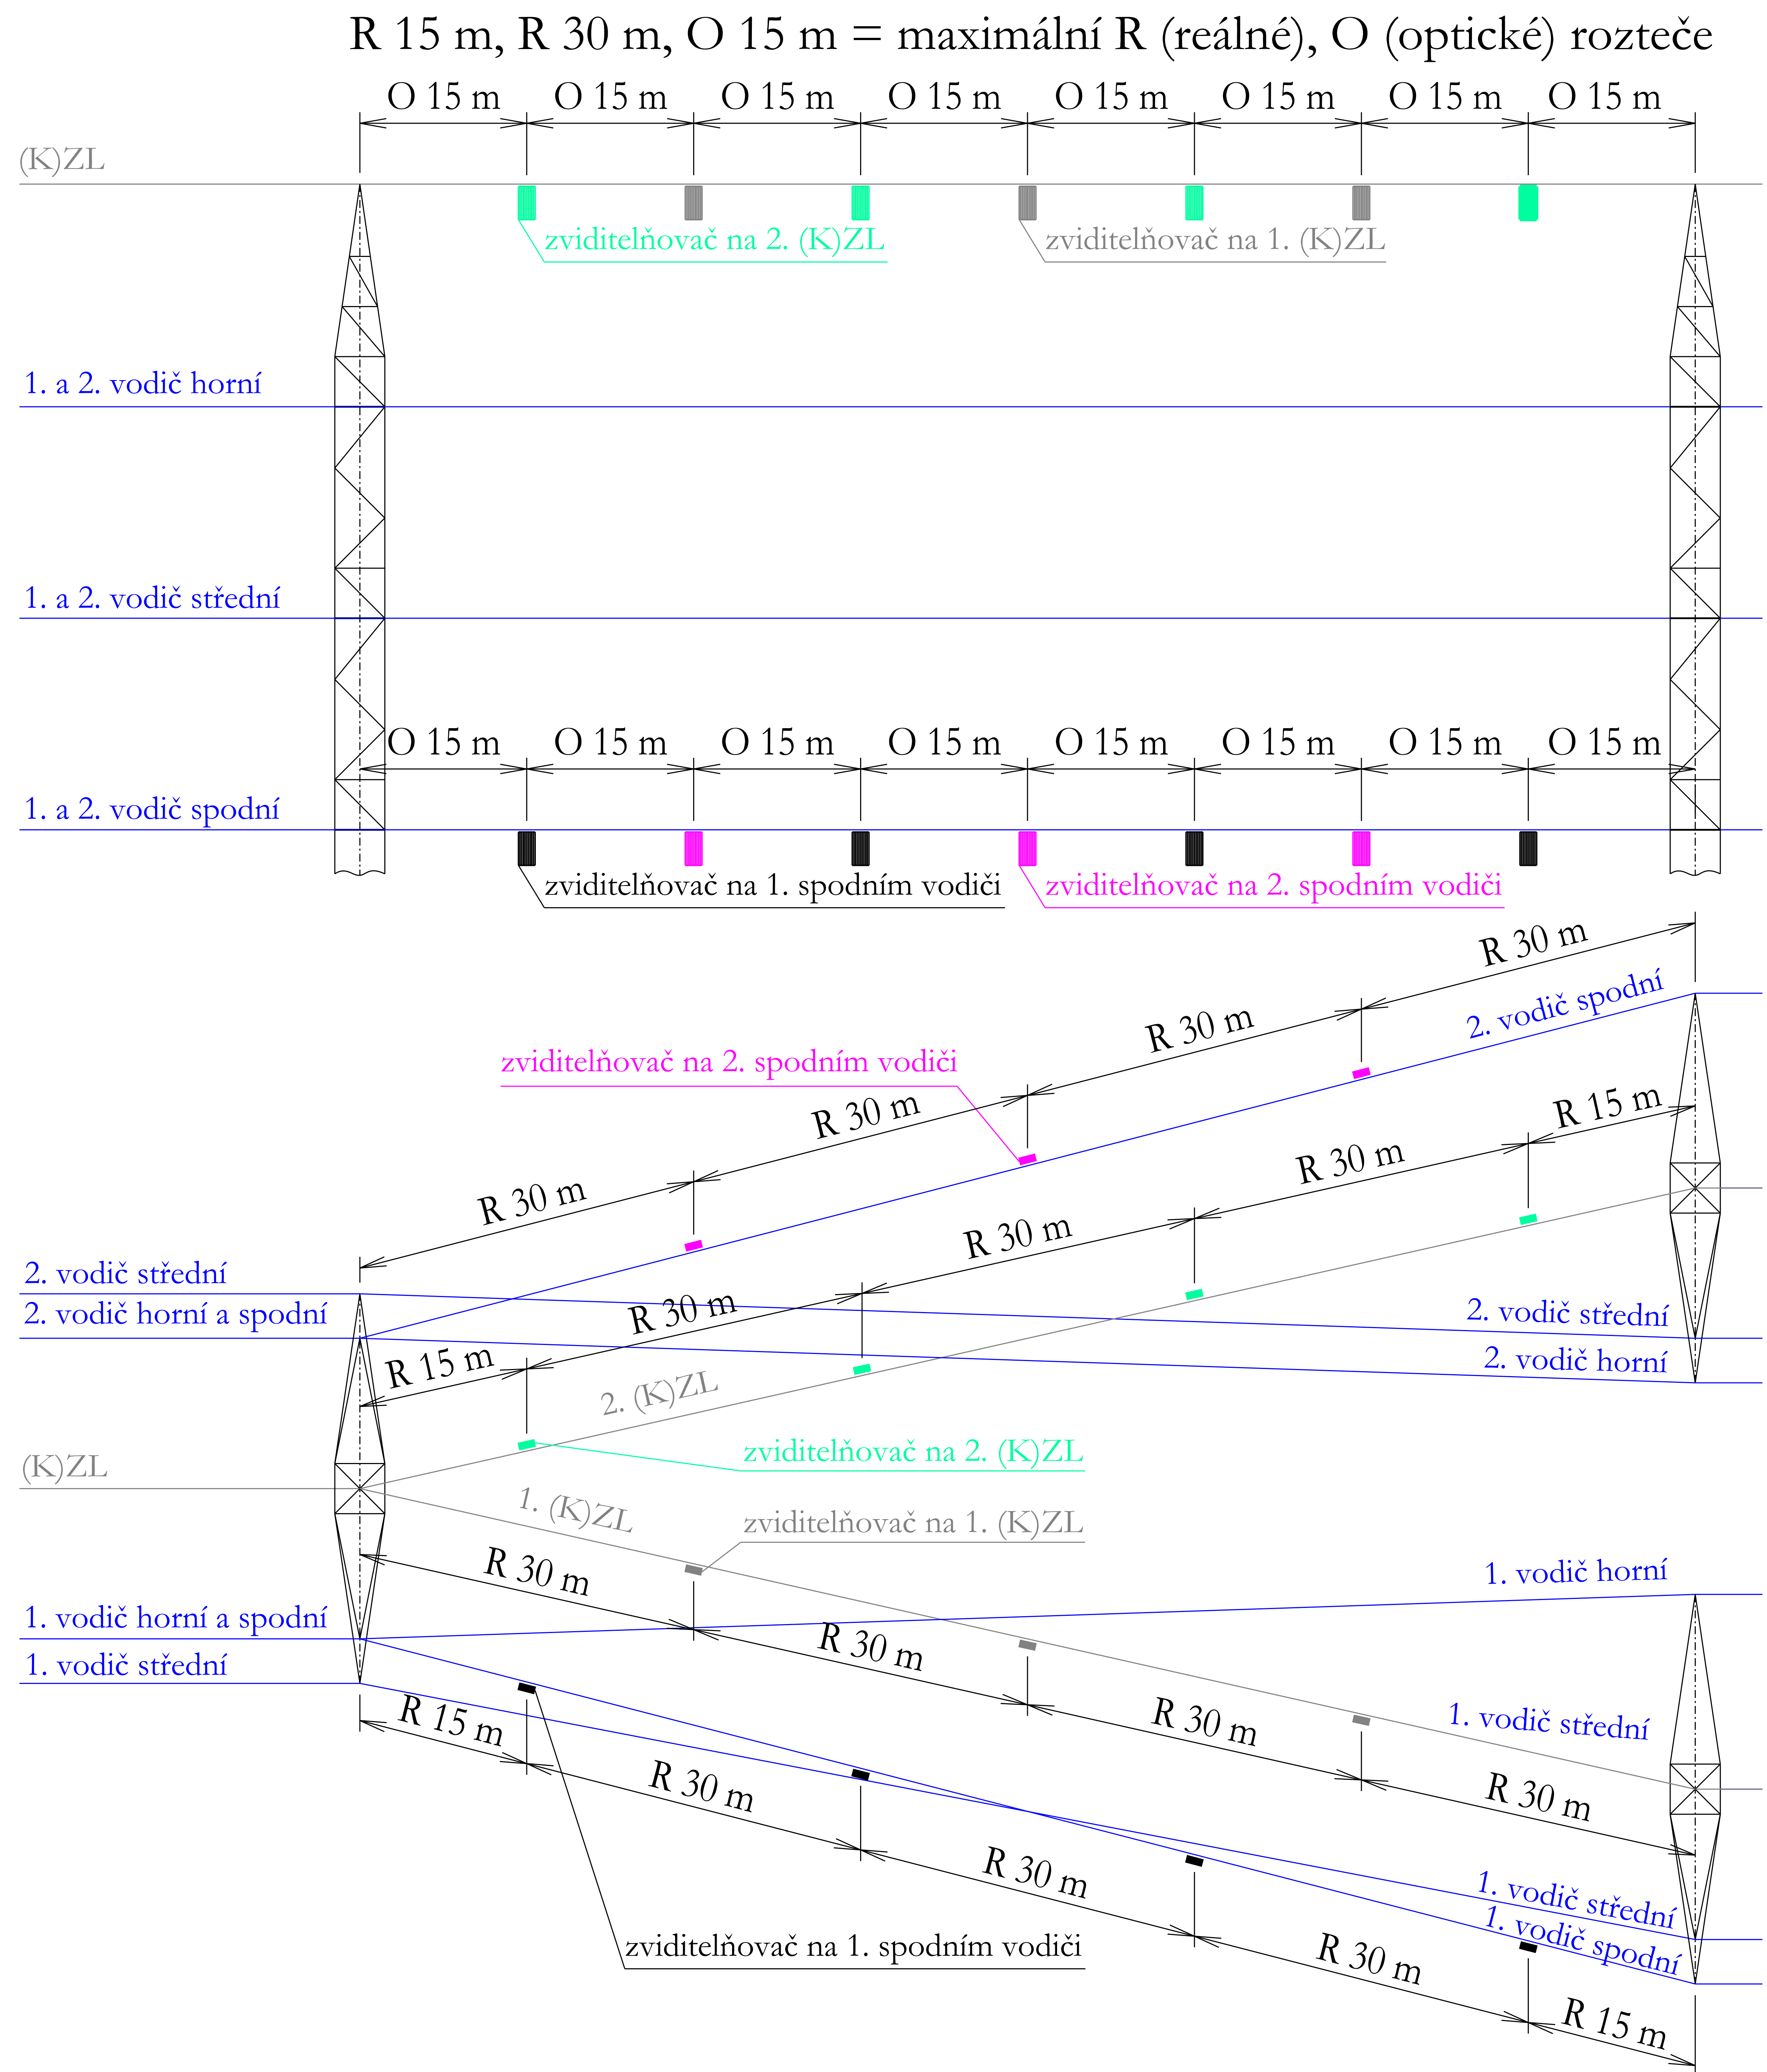 R 15 m, R 30 m, O 15 m = maximální R (reálné), O (optické) rozteče
O 15 m O 15 m O 15 m O 15 m O 15 m O 15 m O 15 m O 15 m
(K)ZL
zviditelňovač na 2. (K)ZL
zviditelňovač na 1. (K)ZL
1. a 2. vodič horní
1. a 2. vodič střední
O 15 m O 15 m O 15 m O 15 m O 15 m O 15 m O 15 m O 15 m
1. a 2. vodič spodní
zviditelňovač na 1. spodním vodiči
zviditelňovač na 2. spodním vodiči
R 30 m
R 30 m
R 30 m
R 30 m
2. vodič spodní
zviditelňovač na 2. spodním vodiči
R 15 m
R 30 m
R 30 m
R 30 m
R 15 m
2. vodič střední
2. vodič horní a spodní
2. vodič střední
2. vodič horní
2. (K)ZL
zviditelňovač na 2. (K)ZL
(K)ZL
1. (K)ZL
zviditelňovač na 1. (K)ZL
R 30 m
R 30 m
R 30 m
R 30 m
1. vodič horní
1. vodič horní a spodní
1. vodič střední
1. vodič střední
R 15 m
R 30 m
R 30 m
R 30 m
R 15 m
1. vodič střední
1. vodič spodní
zviditelňovač na 1. spodním vodiči